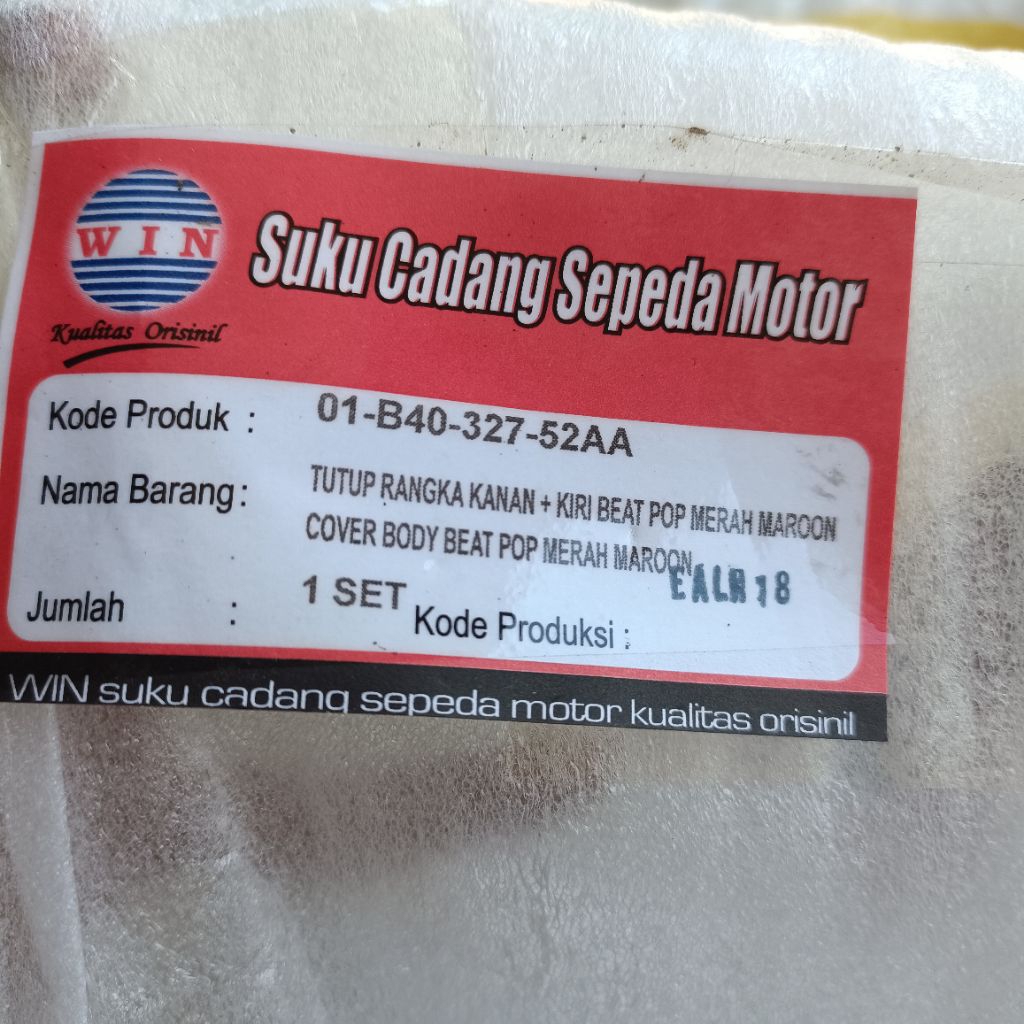 WIN
Kualitas Orisinil
Suku Cadang Sepeda Motor
Kode Produk : 01-B40-327-52AA
Nama Barang : TUTUP RANGKA KANAN + KIRI BEAT POP MERAH MAROON
COVER BODY BEAT POP MERAH MAROON
Jumlah : 1 SET
Kode Produksi : EALH 18
WIN suku cadang sepeda motor kualitas orisinil